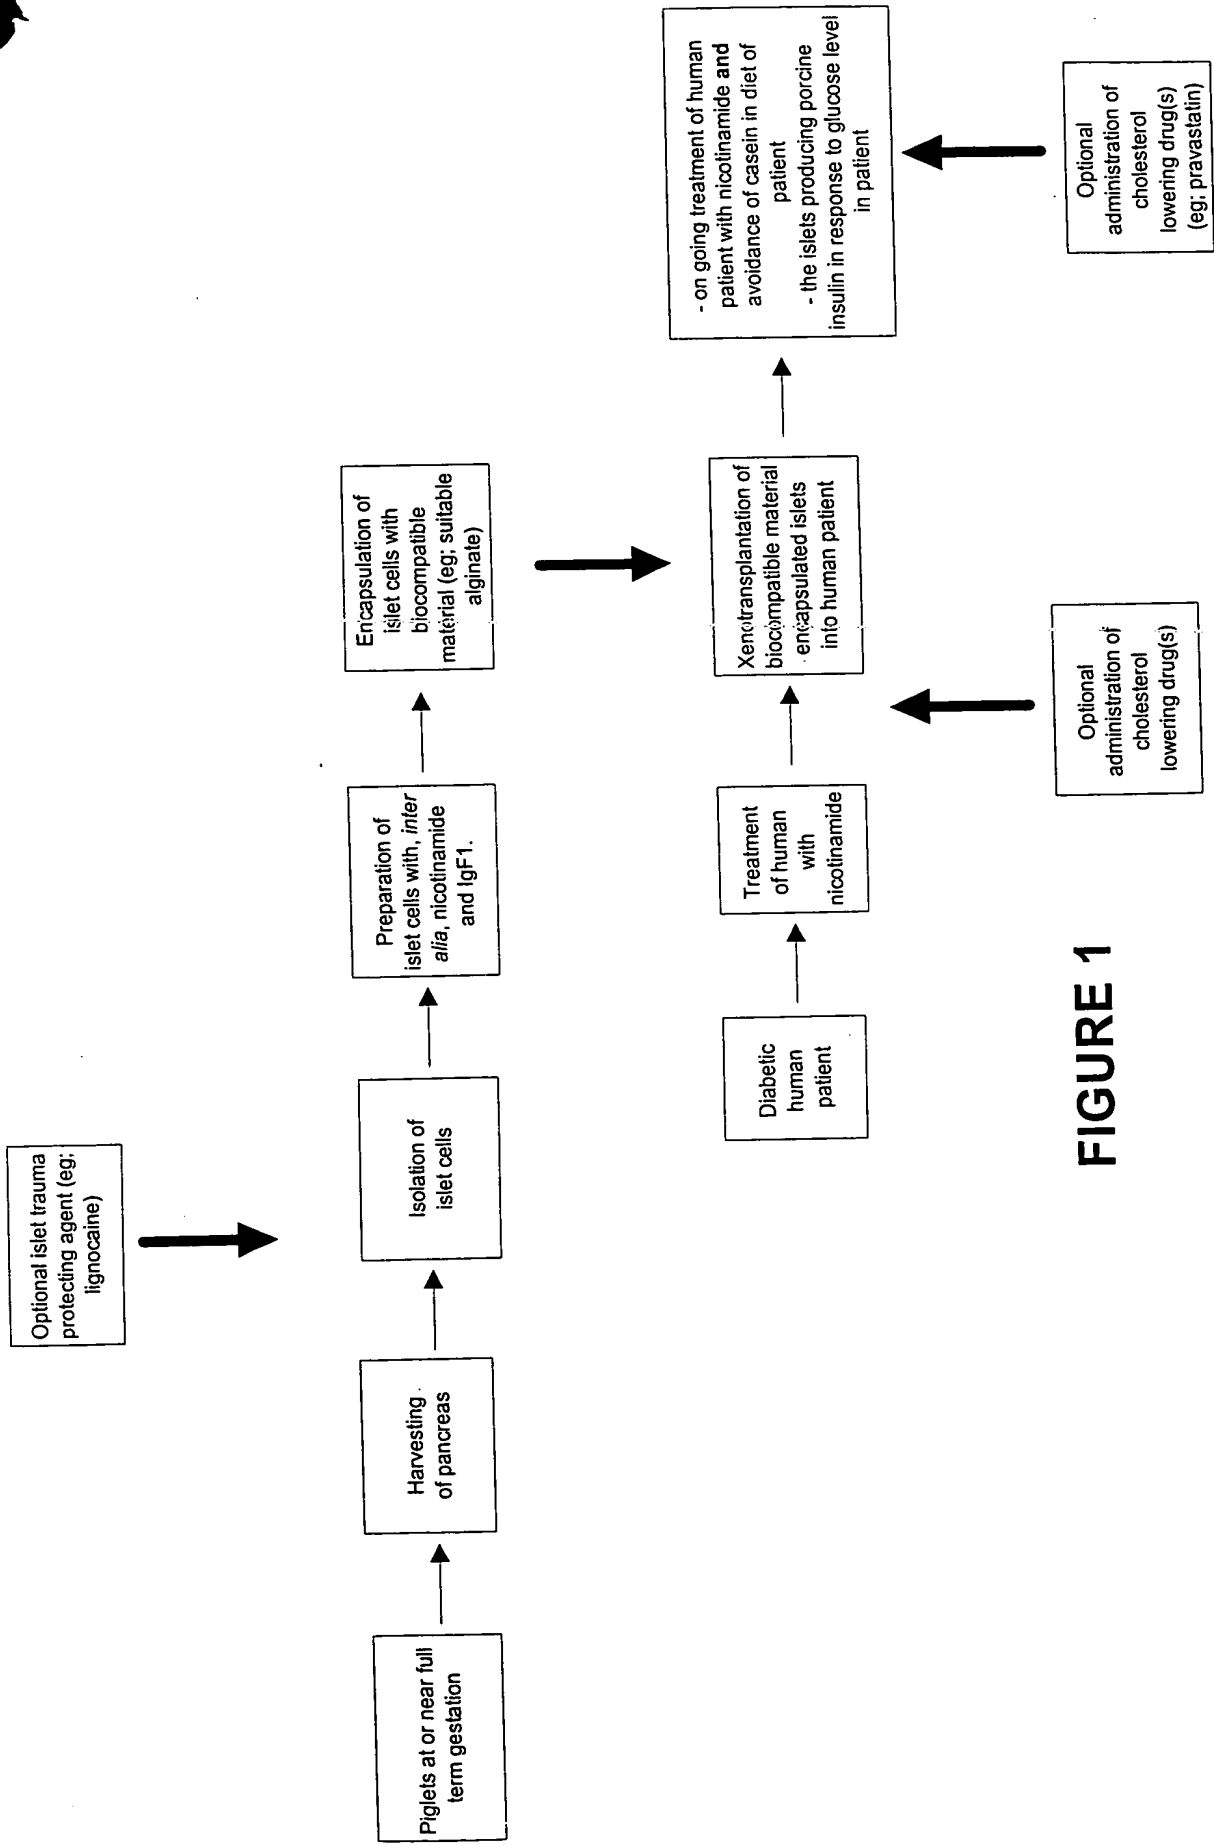 Optional islet trauma
protecting agent (eg;
lignocaine)
Piglets at or near full
term gestation
Harvesting
of pancreas
Isolation of
islet cells
Preparation of
islet cells with, inter
alia, nicotinamide
and IgF1.
Encapsulation of
islet cells with
biocompatible
material (eg; suitable
alginate)
Diabetic
human
patient
Treatment
of human
with
nicotinamide
Xenotransplantation of
biocompatible material
encapsulated islets
into human patient
- on going treatment of human
patient with nicotinamide and
avoidance of casein in diet of
patient
- the islets producing porcine
insulin in response to glucose level
in patient
Optional
administration of
cholesterol
lowering drug(s)
Optional
administration of
cholesterol
lowering drug(s)
(eg; pravastatin)
FIGURE 1